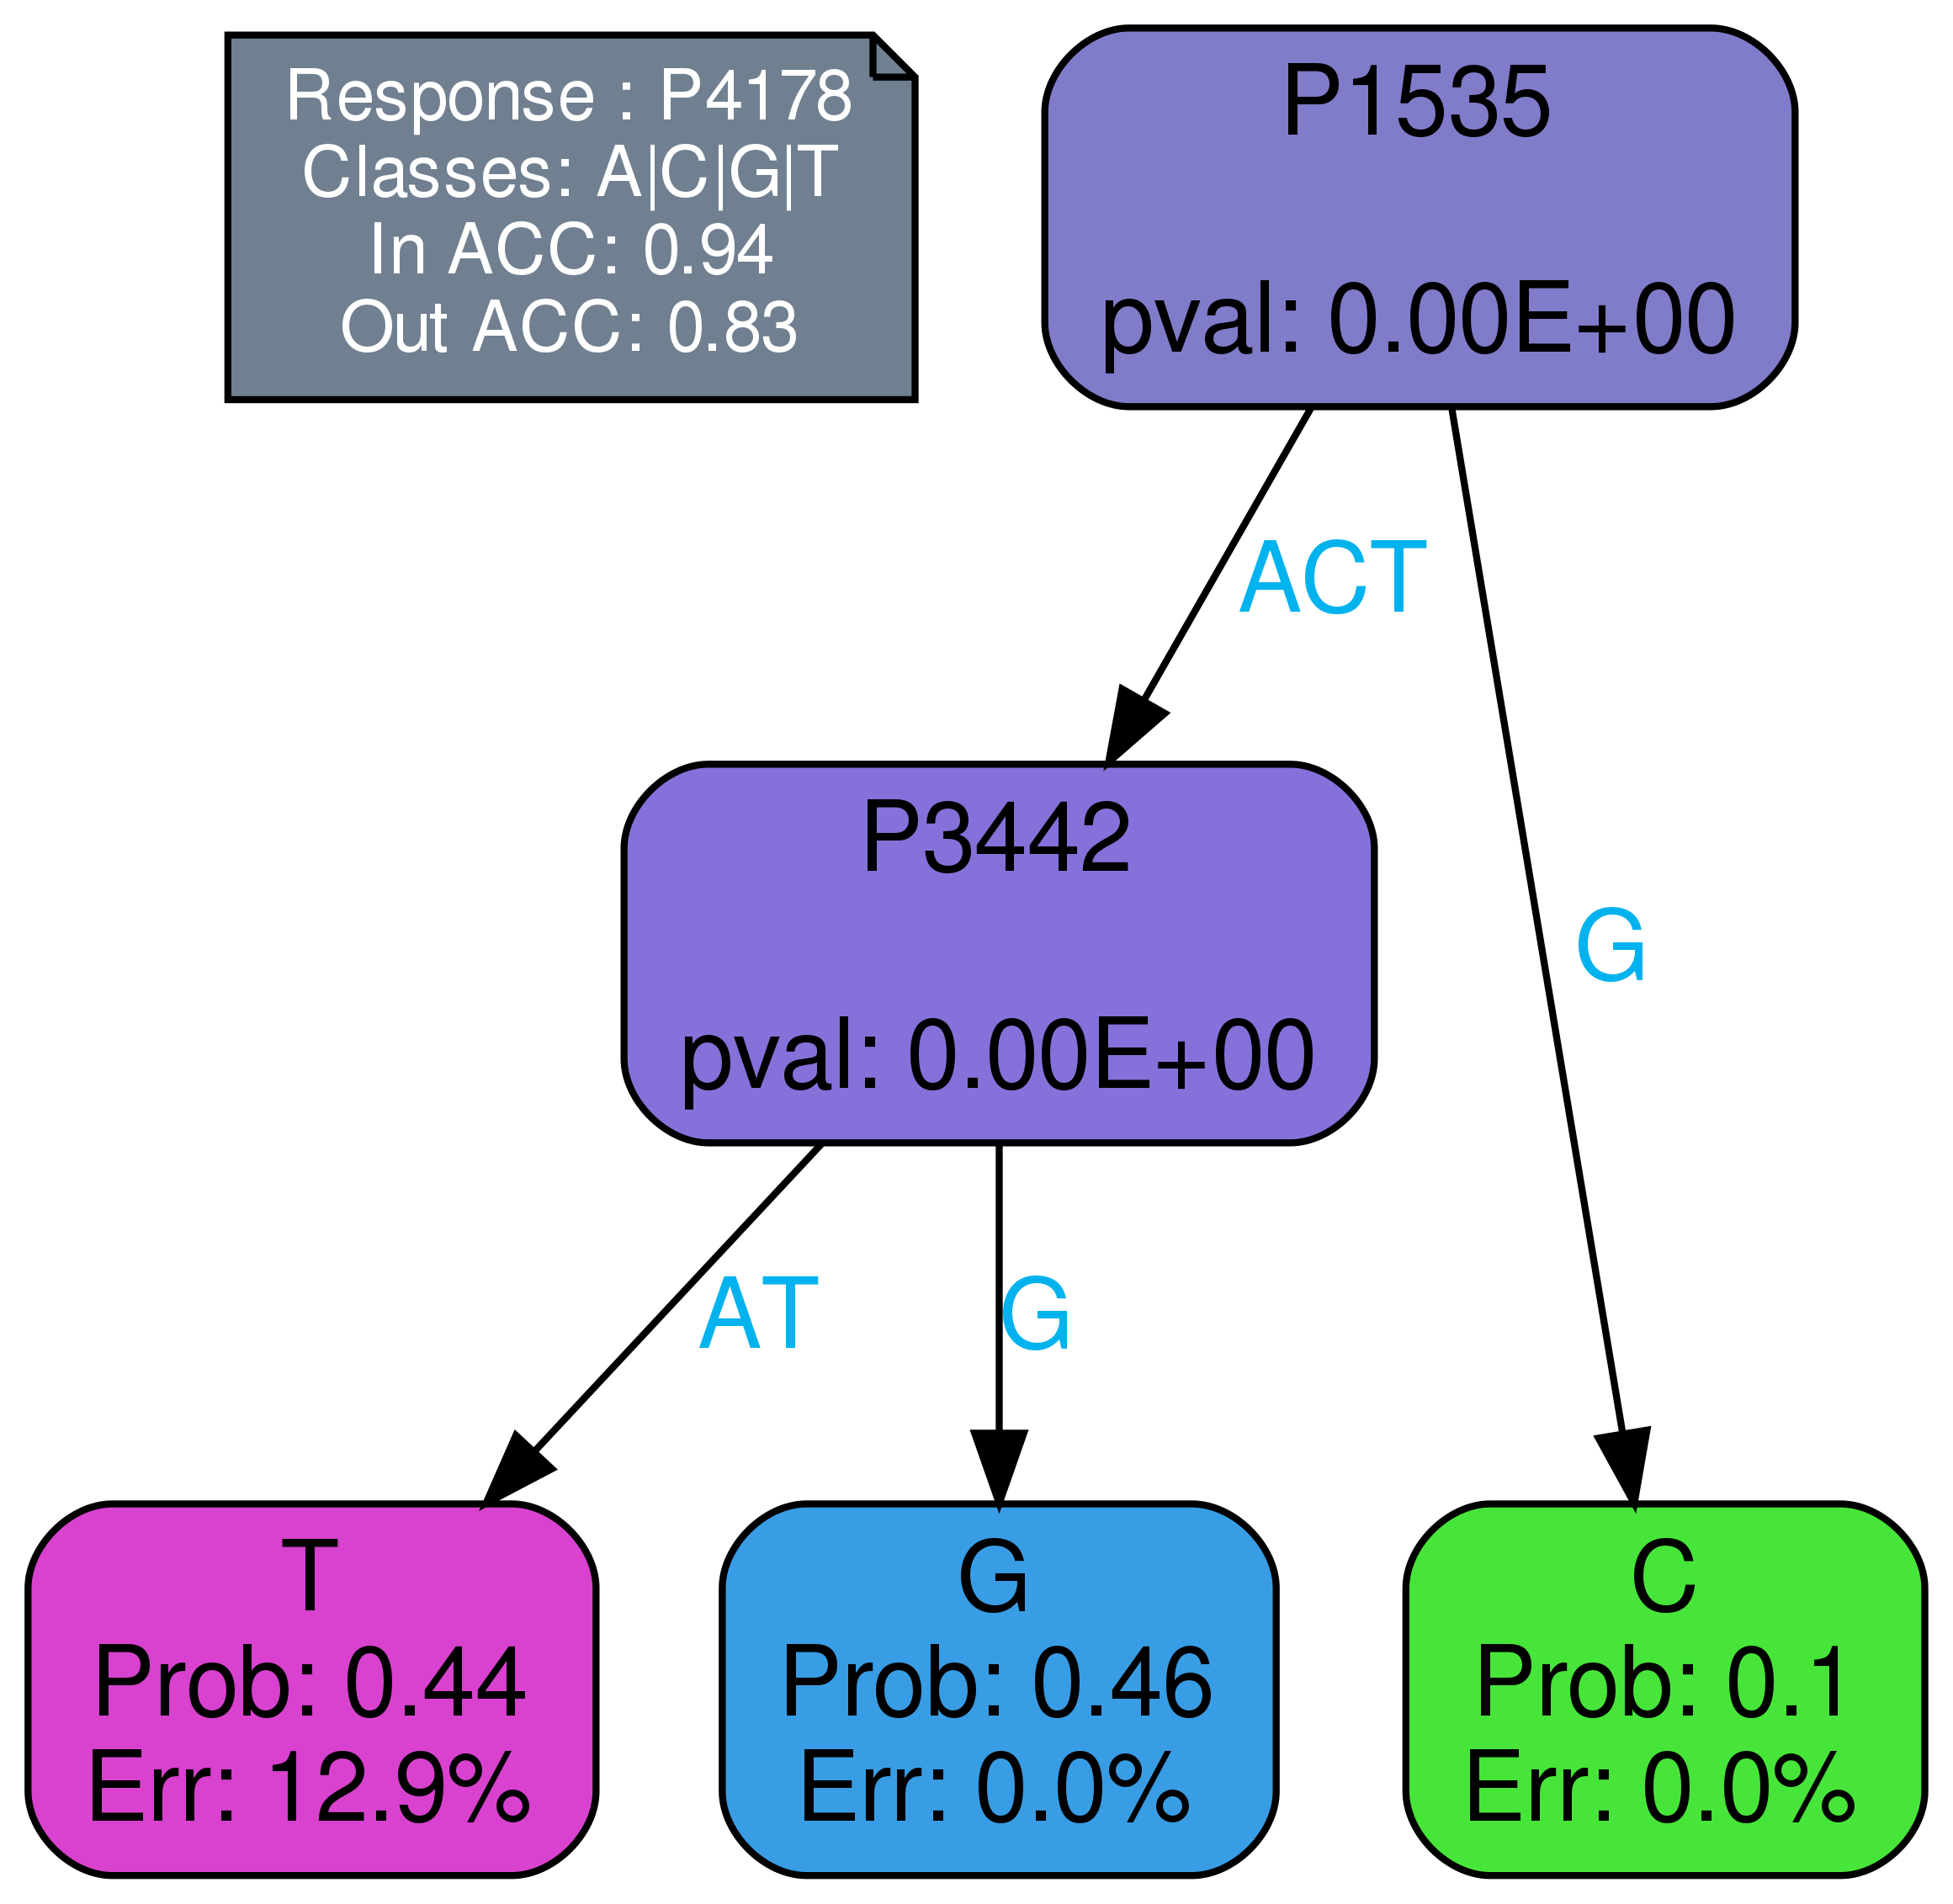 Response : P4178
Classes: A|C|G|T
In ACC: 0.94
Out ACC: 0.83
P1535
pval: 0.00E+00
ACT
G
P3442
pval: 0.00E+00
AT
G
T
Prob: 0.44
Err: 12.9%
G
Prob: 0.46
Err: 0.0%
C
Prob: 0.1
Err: 0.0%